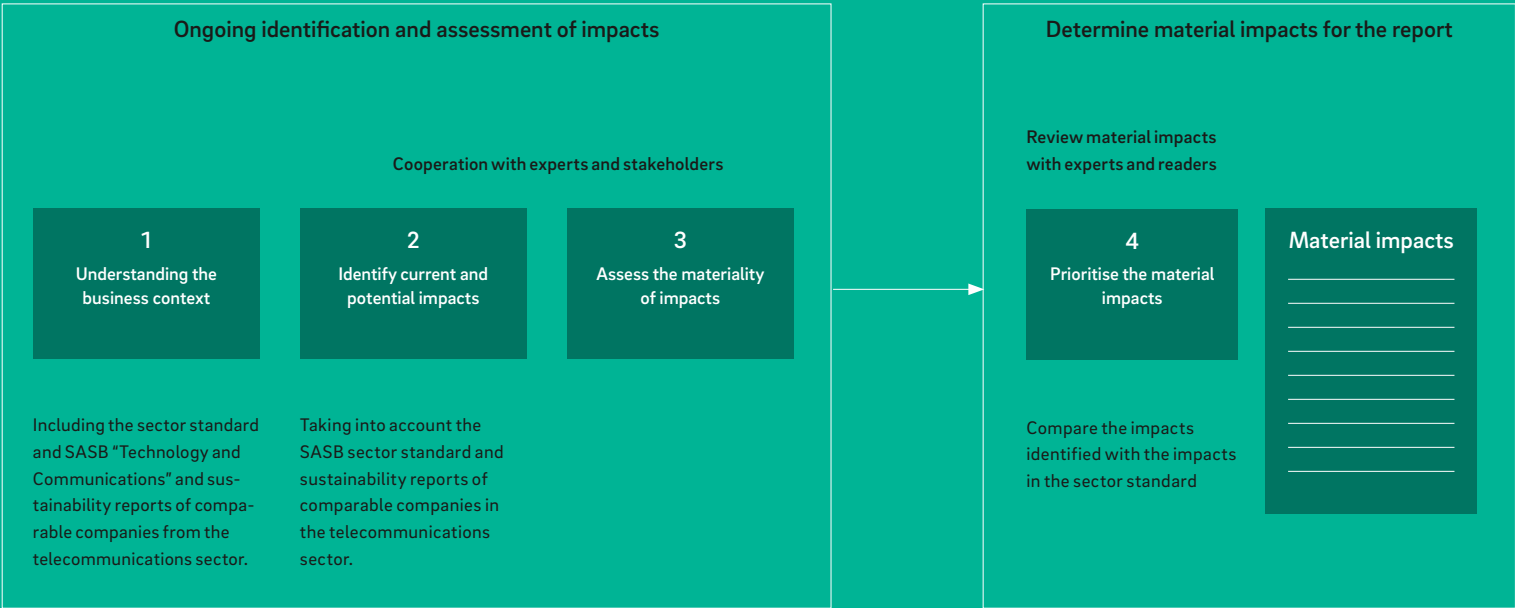 Ongoing identification and assessment of impacts
Cooperation with experts and stakeholders
1
Understanding the
business context
2
Identify current and
potential impacts
3
Assess the materiality
of impacts
Including the sector standard
and SASB “Technology and
Communications” and sus-
tainability reports of compa-
rable companies from the
telecommunications sector.
Taking into account the
SASB sector standard and
sustainability reports of
comparable companies in
the telecommunications
sector.
Determine material impacts for the report
Review material impacts
with experts and readers
4
Prioritise the material
impacts
Material impacts
Compare the impacts
identified with the impacts
in the sector standard